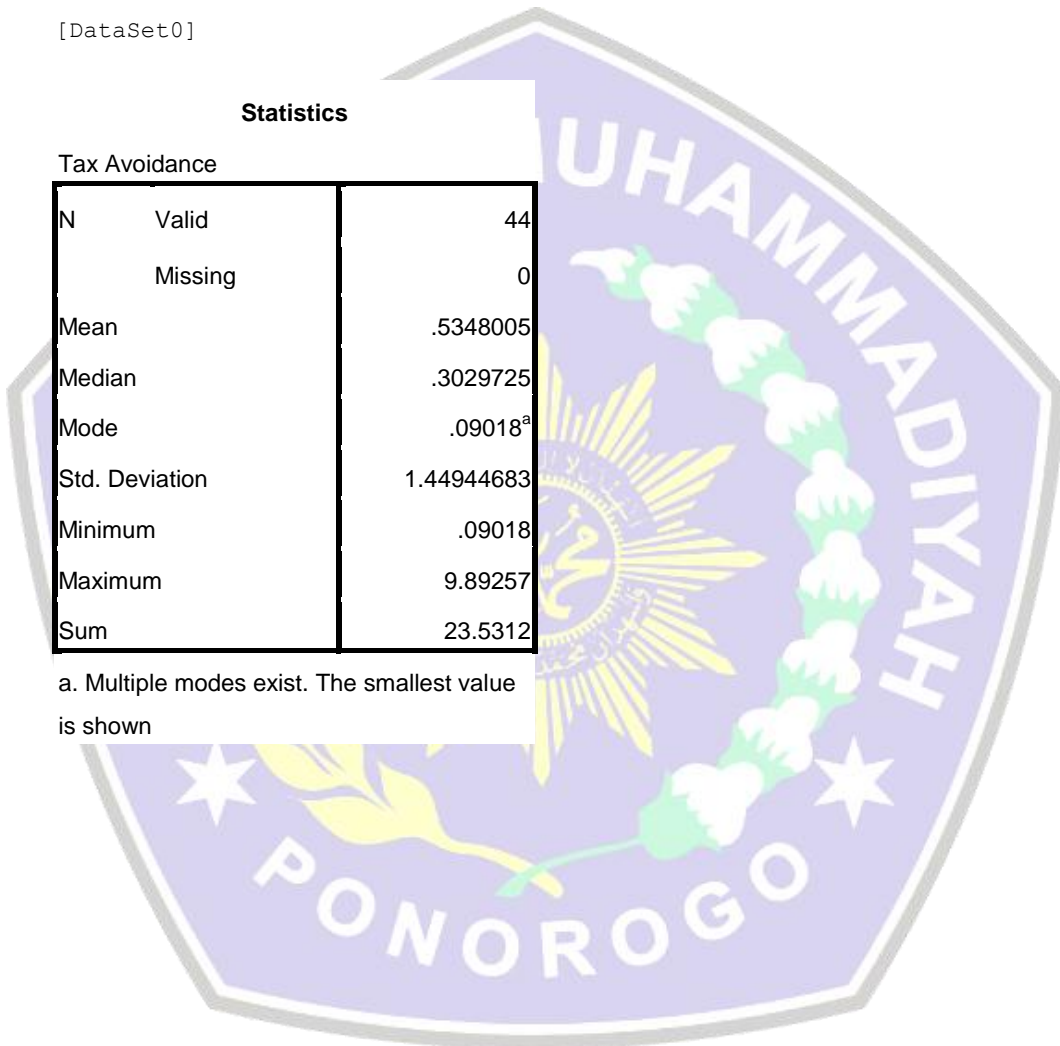 [DataSet0]
Statistics
Tax Avoidance
N Valid 44
Missing 0
Mean .5348005
Median .3029725
Mode .09018a
Std. Deviation 1.44944683
Minimum .09018
Maximum 9.89257
Sum 23.5312
a. Multiple modes exist. The smallest value
is shown
UHAMMADIYAH
PONOROGO